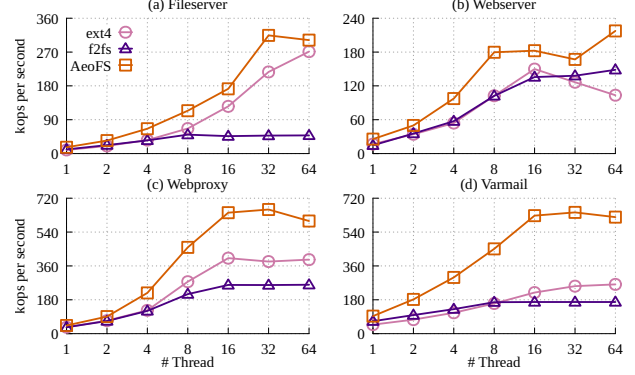 (a) Fileserver
(b) Webserver
kops per second
360
270
180
90
0
ext4
f2fs
AeoFS
1 2 4 8 16 32 64
240
180
120
60
0
1 2 4 8 16 32 64
(c) Webproxy
(d) Varmail
kops per second
720
540
360
180
0
1 2 4 8 16 32 64
# Thread
720
540
360
180
0
1 2 4 8 16 32 64
# Thread